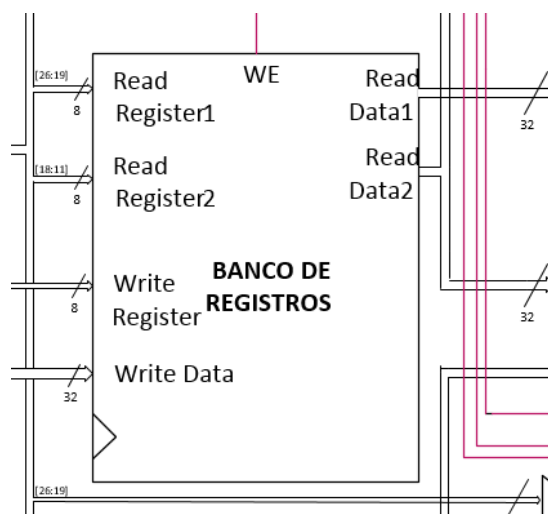 [26:19]
8
Read
Register1
WE
Read
Data1
32
[18:11]
8
Read
Register2
Read
Data2
BANCO DE
REGISTROS
8
Write
Register
32
32
Write Data
[26:19]